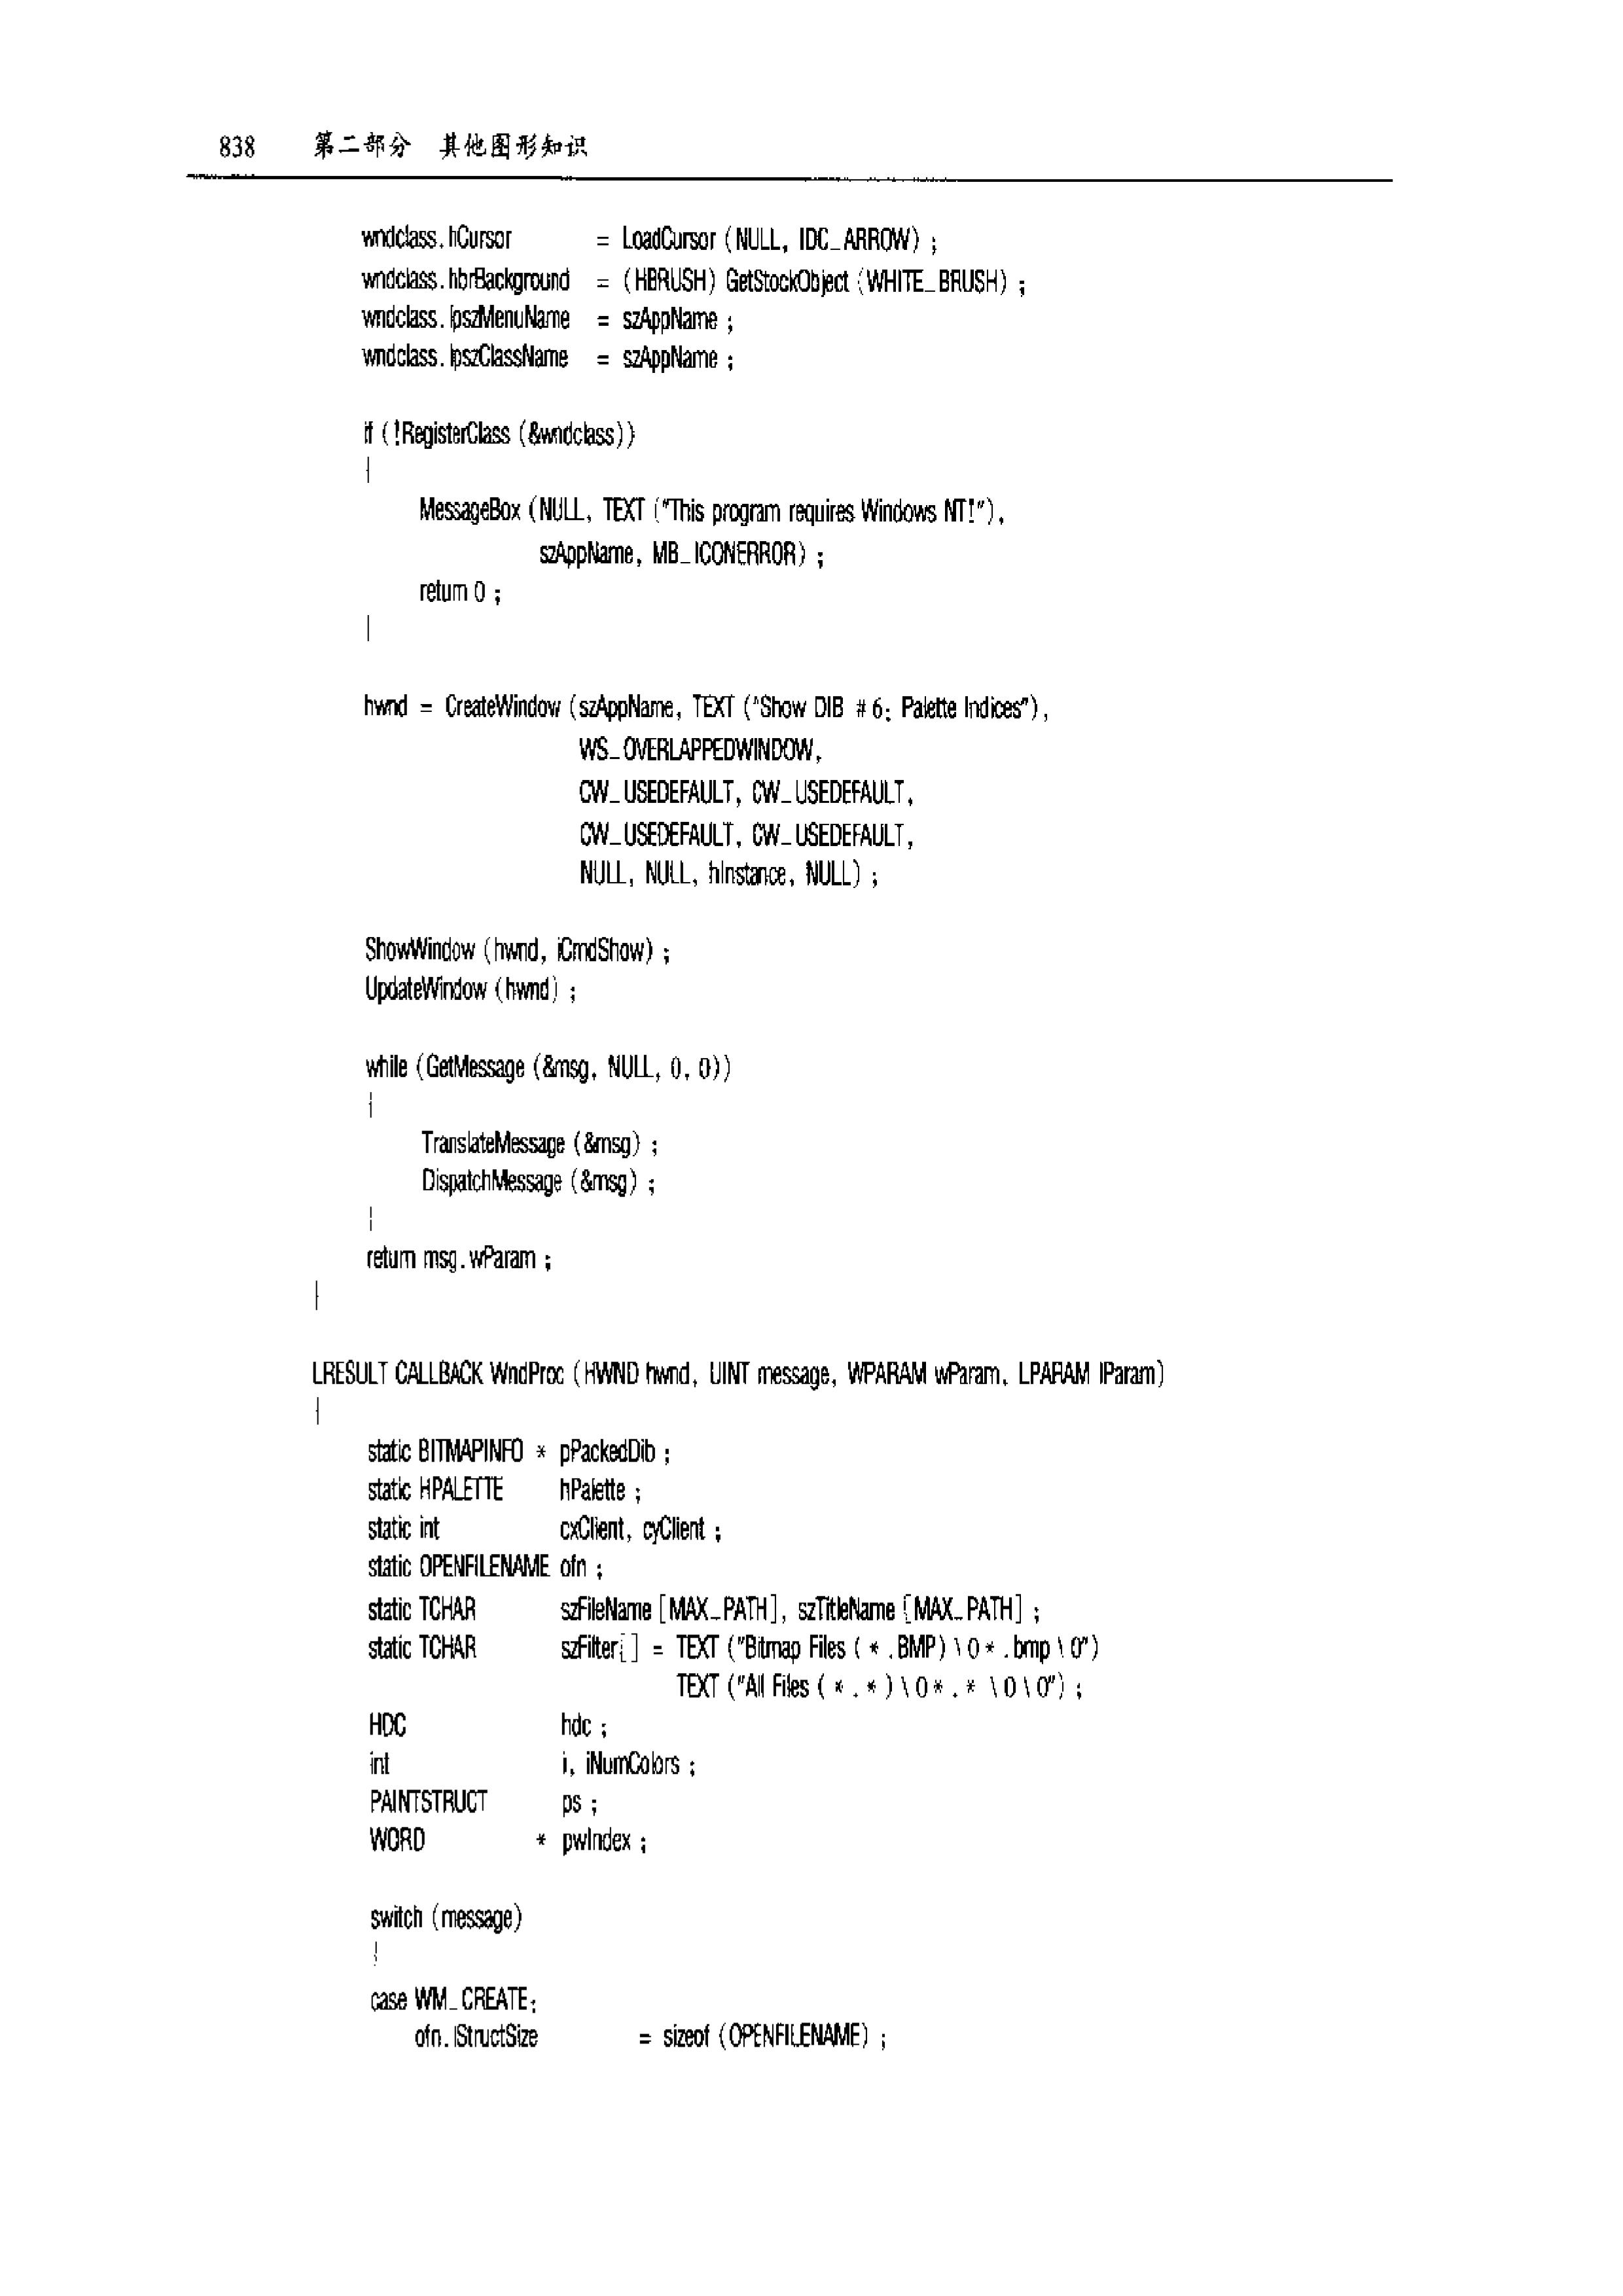 838 第二部分 其他图形知识
wndclass.hCursor = LoadCursor (NULL, IDC_ARROW) ;
wndclass.hbrBackground = (HBRUSH) GetStockObject (WHITE_BRUSH) ;
wndclass.lpszMenuName = szAppName ;
wndclass.lpszClassName = szAppName ;
if (!RegisterClass (&wndclass))
{
MessageBox (NULL, TEXT ("This program requires Windows NT!"),
szAppName, MB_ICONERROR) ;
return 0 ;
}
hwnd = CreateWindow (szAppName, TEXT ("Show DIB #6: Palette Indices"),
WS_OVERLAPPEDWINDOW,
CW_USEDEFAULT, CW_USEDEFAULT,
CW_USEDEFAULT, CW_USEDEFAULT,
NULL, NULL, hInstance, NULL) ;
ShowWindow (hwnd, iCmdShow) ;
UpdateWindow (hwnd) ;
while (GetMessage (&msg, NULL, 0, 0))
{
TranslateMessage (&msg) ;
DispatchMessage (&msg) ;
}
return msg.wParam ;
}
LRESULT CALLBACK WndProc (HWND hwnd, UINT message, WPARAM wParam, LPARAM lParam)
{
static BITMAPINFO * pPackedDib ;
static HPALETTE hPalette ;
static int cxClient, cyClient ;
static OPENFILENAME ofn ;
static TCHAR szFileName [MAX_PATH], szTitleName [MAX_PATH] ;
static TCHAR szFilter[] = TEXT ("Bitmap Files (*.BMP)\0*.bmp\0")
TEXT ("All Files (*.*)\0*.*\0\0") ;
HDC hdc ;
int i, iNumColors ;
PAINTSTRUCT ps ;
WORD * pwIndex ;
switch (message)
{
case WM_CREATE:
ofn.lStructSize = sizeof (OPENFILENAME) ;